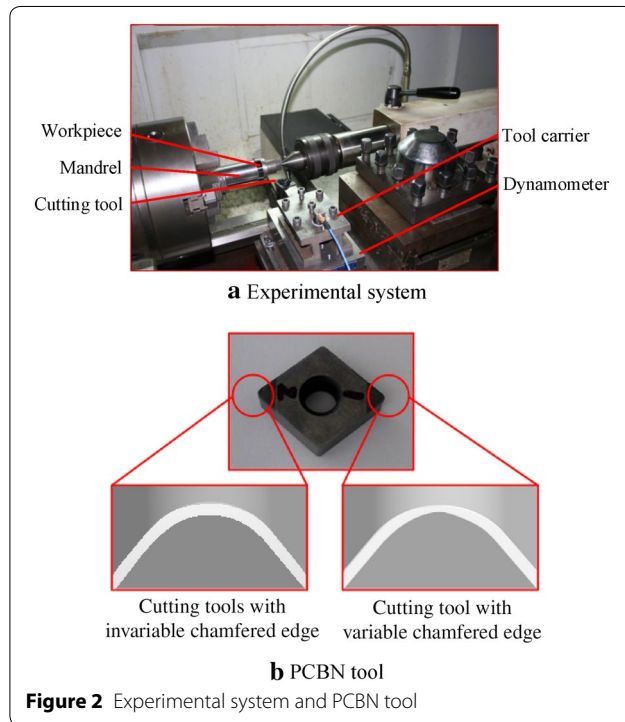 Workpiece
Mandrel
Cutting tool
Tool carrier
Dynamometer
a Experimental system
Cutting tools with
invariable chamfered edge
Cutting tool with
variable chamfered edge
b PCBN tool
Figure 2 Experimental system and PCBN tool